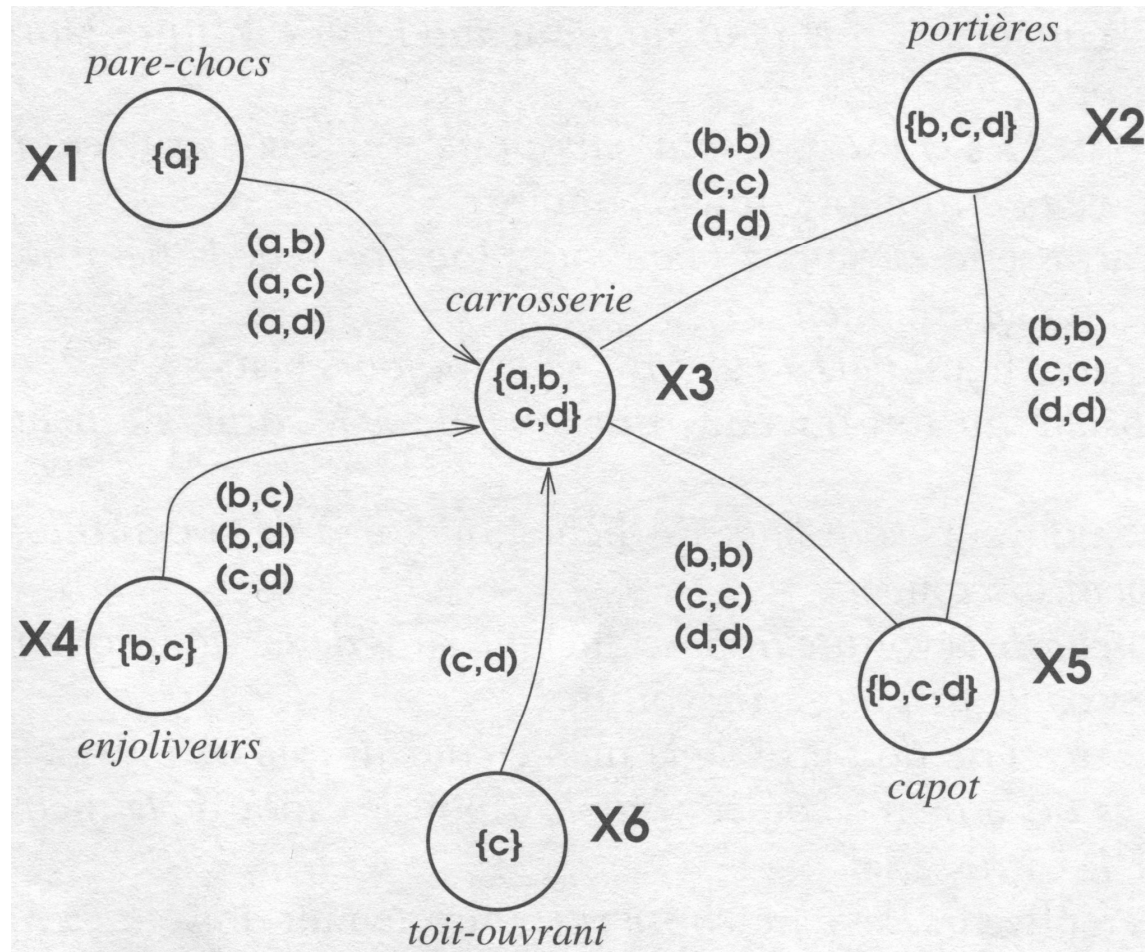 portières
pare-chocs
{b,c,d}
X2
X1
{a}
(b,b)
(c,c)
(d,d)
(a,b)
(a,c)
(a,d)
carrosserie
{a,b,
c,d}
X3
(b,b)
(c,c)
(d,d)
(b,c)
(b,d)
(c,d)
(b,b)
(c,c)
(d,d)
X4
{b,c}
enjoliveurs
(c,d)
X5
{b,c,d}
capot
{c}
X6
toit-ouvrant